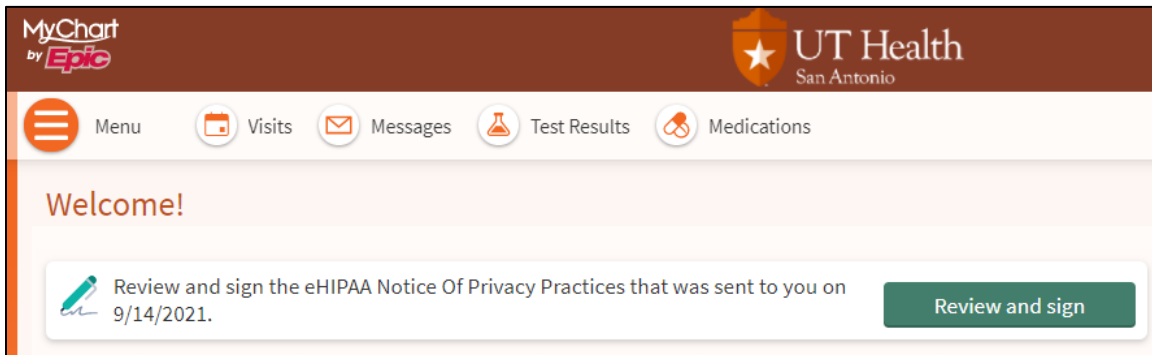 MyChart
by Epic
UT Health
San Antonio
Menu
Visits
Messages
Test Results
Medications
Welcome!
Review and sign the eHIPAA Notice Of Privacy Practices that was sent to you on
9/14/2021.
Review and sign